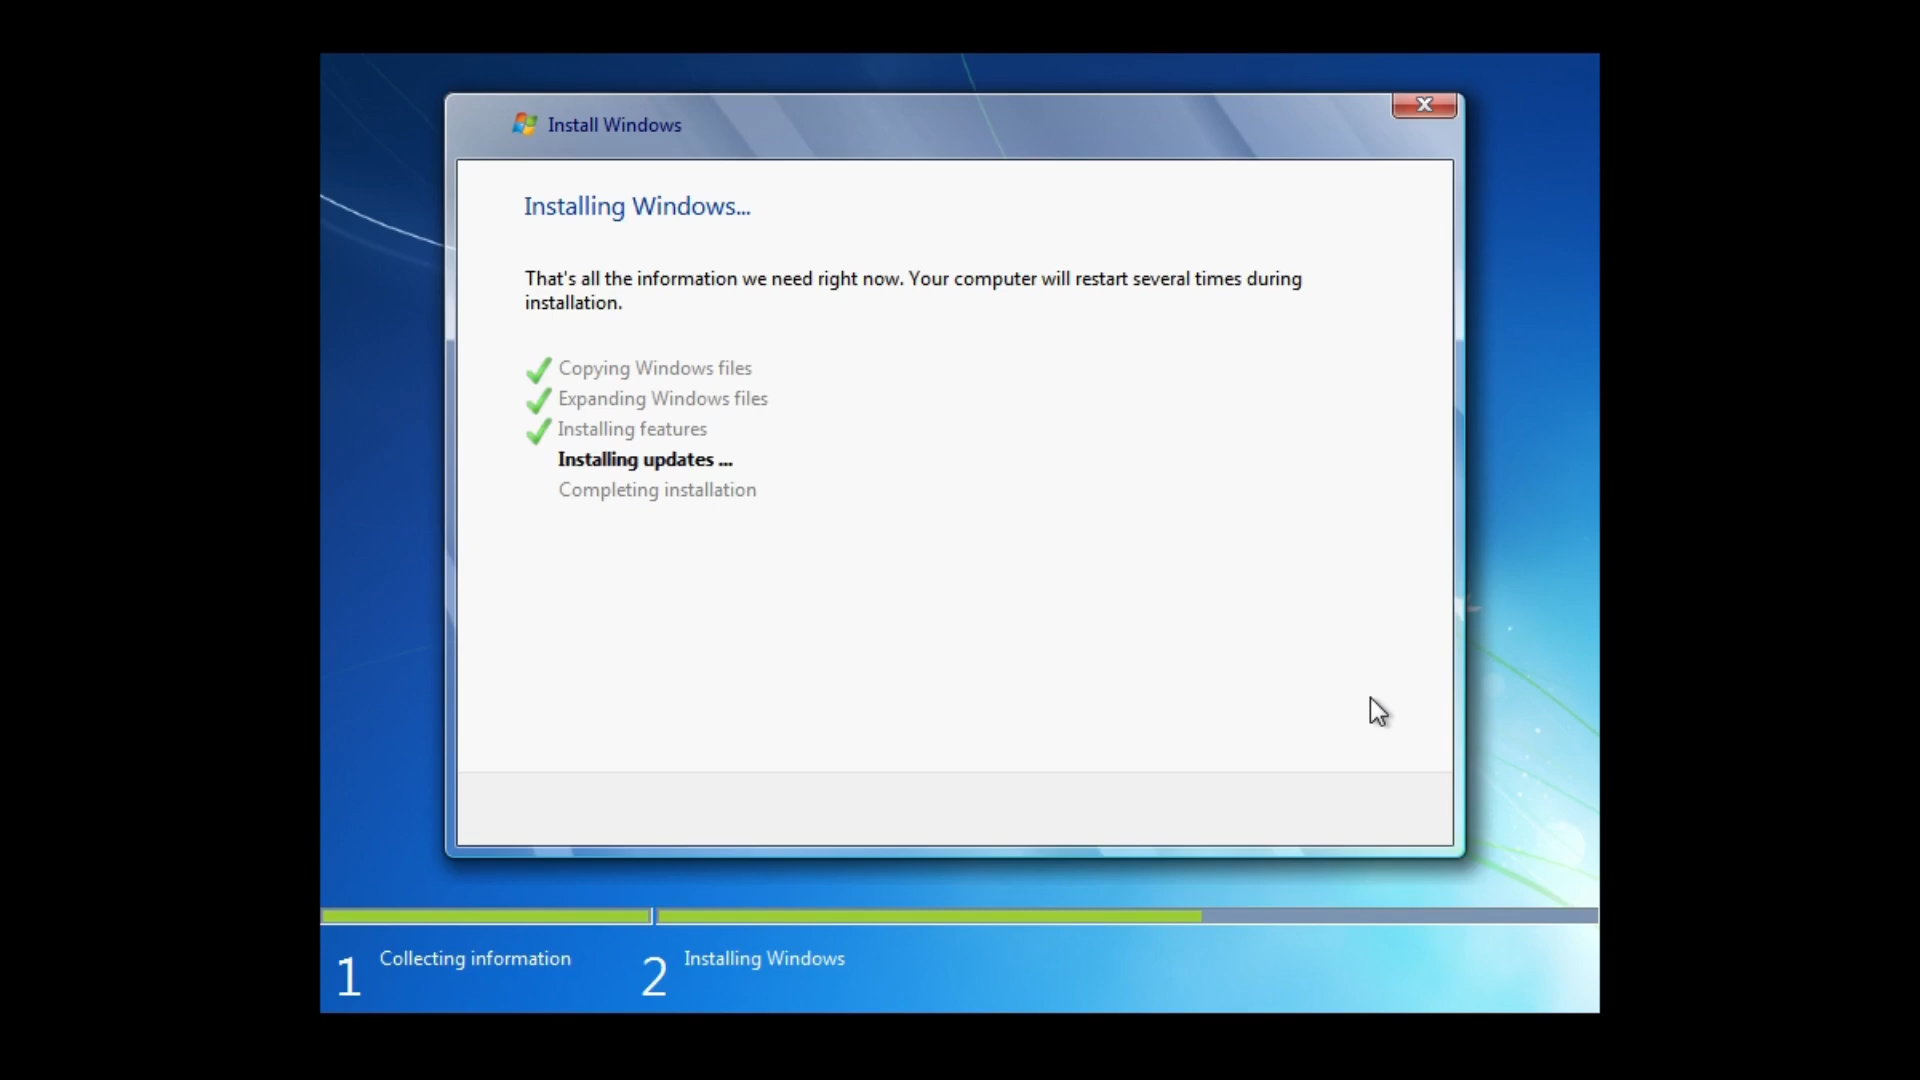 Install Windows
Installing Windows...
That's all the information we need right now. Your computer will restart several times during
installation.
Copying Windows files
Expanding Windows files
Installing features
Installing updates ...
Completing installation
1 Collecting information 2 Installing Windows